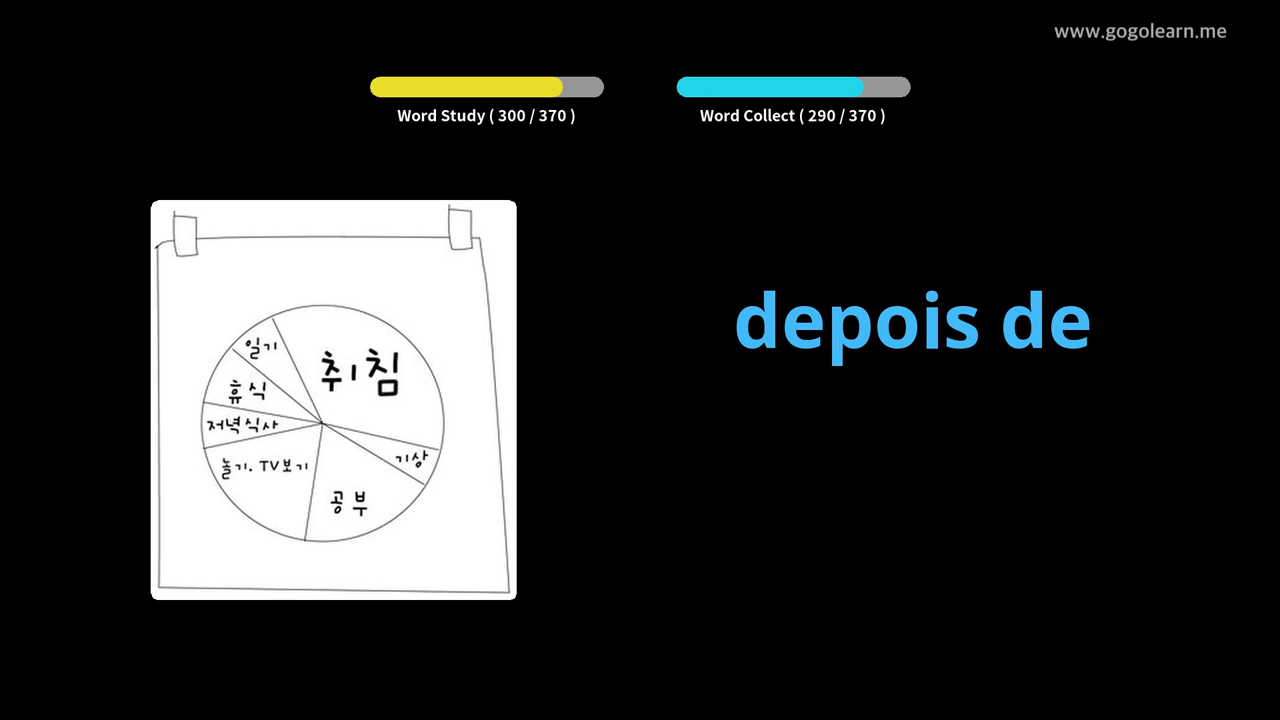 www.gogolearn.me
Word Study ( 300 / 370 )
Word Collect ( 290 / 370 )
일기
취침
휴식
저녁식사
놀기. TV보기
기상
공부
depois de